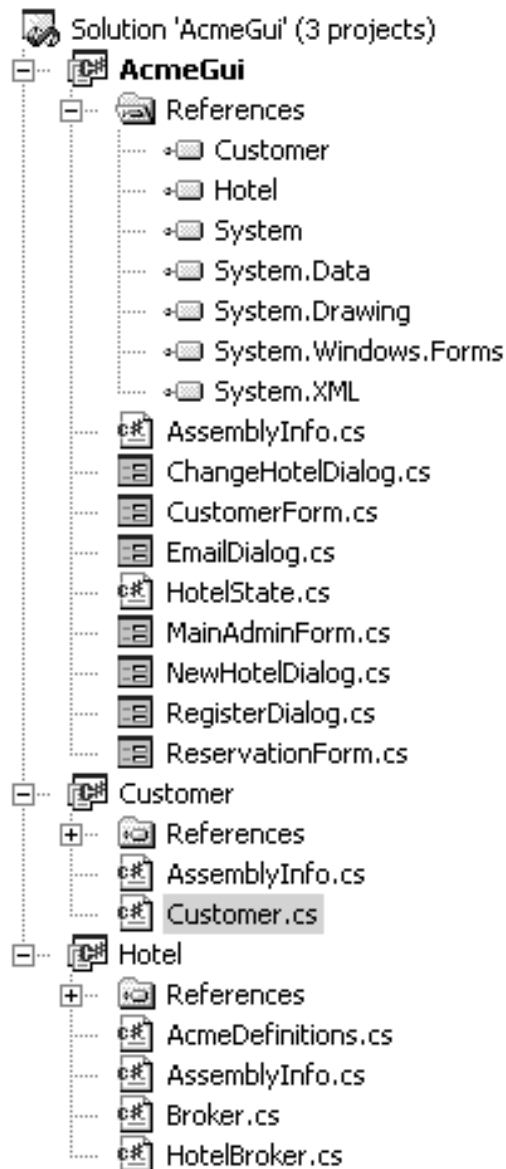 Solution 'AcmeGui' (3 projects)
AcmeGui
References
Customer
Hotel
System
System.Data
System.Drawing
System.Windows.Forms
System.XML
AssemblyInfo.cs
ChangeHotelDialog.cs
CustomerForm.cs
EmailDialog.cs
HotelState.cs
MainAdminForm.cs
NewHotelDialog.cs
RegisterDialog.cs
ReservationForm.cs
Customer
References
AssemblyInfo.cs
Customer.cs
Hotel
References
AcmeDefinitions.cs
AssemblyInfo.cs
Broker.cs
HotelBroker.cs